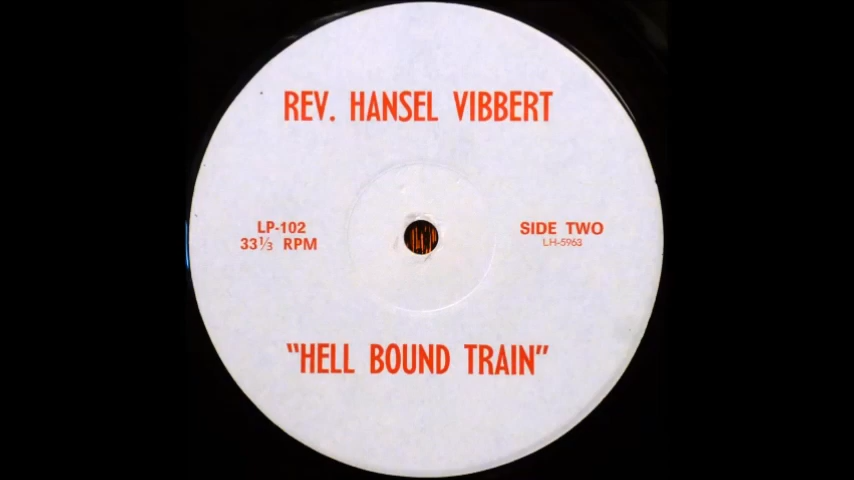 REV. HANSEL VIBBERT
LP-102
33⅓ RPM
SIDE TWO
LH-5963
"HELL BOUND TRAIN"